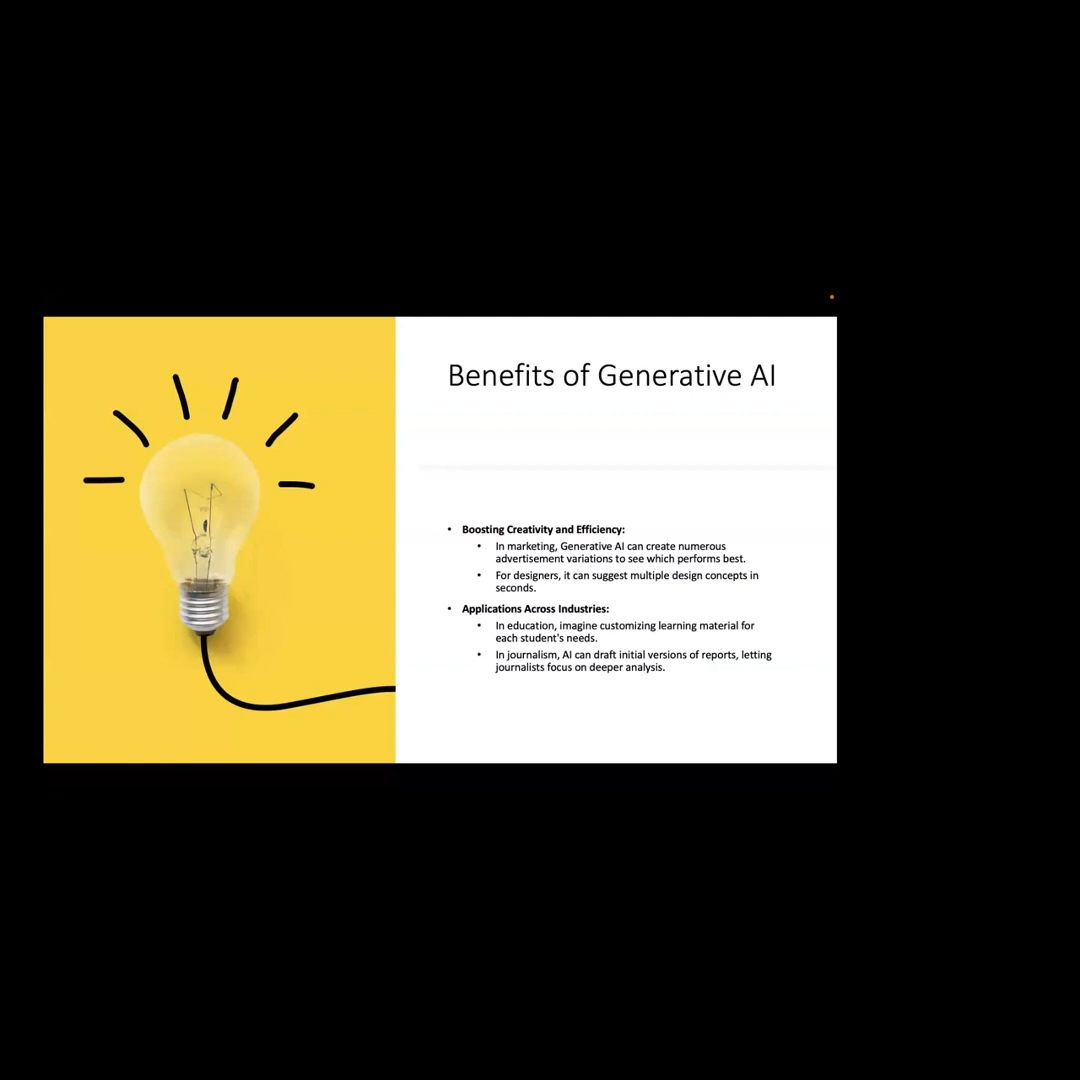 Benefits of Generative AI
• Boosting Creativity and Efficiency:
• In marketing, Generative AI can create numerous
advertisement variations to see which performs best.
• For designers, it can suggest multiple design concepts in
seconds.
• Applications Across Industries:
• In education, imagine customizing learning material for
each student's needs.
• In journalism, AI can draft initial versions of reports, letting
journalists focus on deeper analysis.